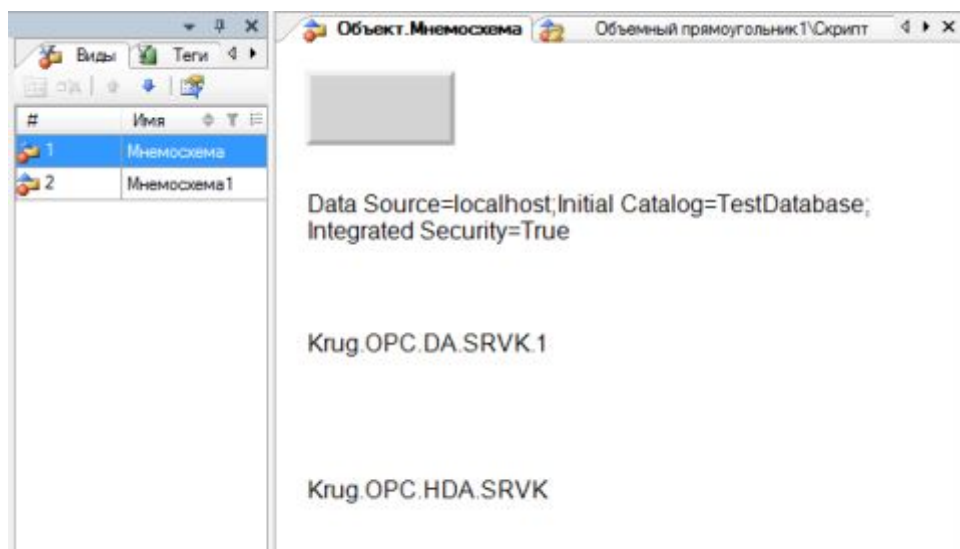 Виды
Теги
#
Имя
1
Мнемосхема
2
Мнемосхема1
Объект.Мнемосхема
Объемный прямоугольник1\Скрипт
Data Source=localhost;Initial Catalog=TestDatabase;
Integrated Security=True
Krug.OPC.DA.SRVK.1
Krug.OPC.HDA.SRVK